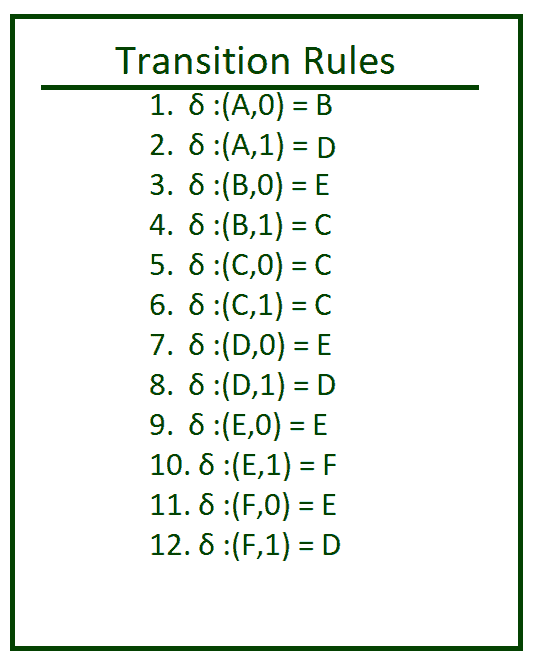 Transition Rules
1. δ :(A,0) = B
2. δ :(A,1) = D
3. δ :(B,0) = E
4. δ :(B,1) = C
5. δ :(C,0) = C
6. δ :(C,1) = C
7. δ :(D,0) = E
8. δ :(D,1) = D
9. δ :(E,0) = E
10. δ :(E,1) = F
11. δ :(F,0) = E
12. δ :(F,1) = D